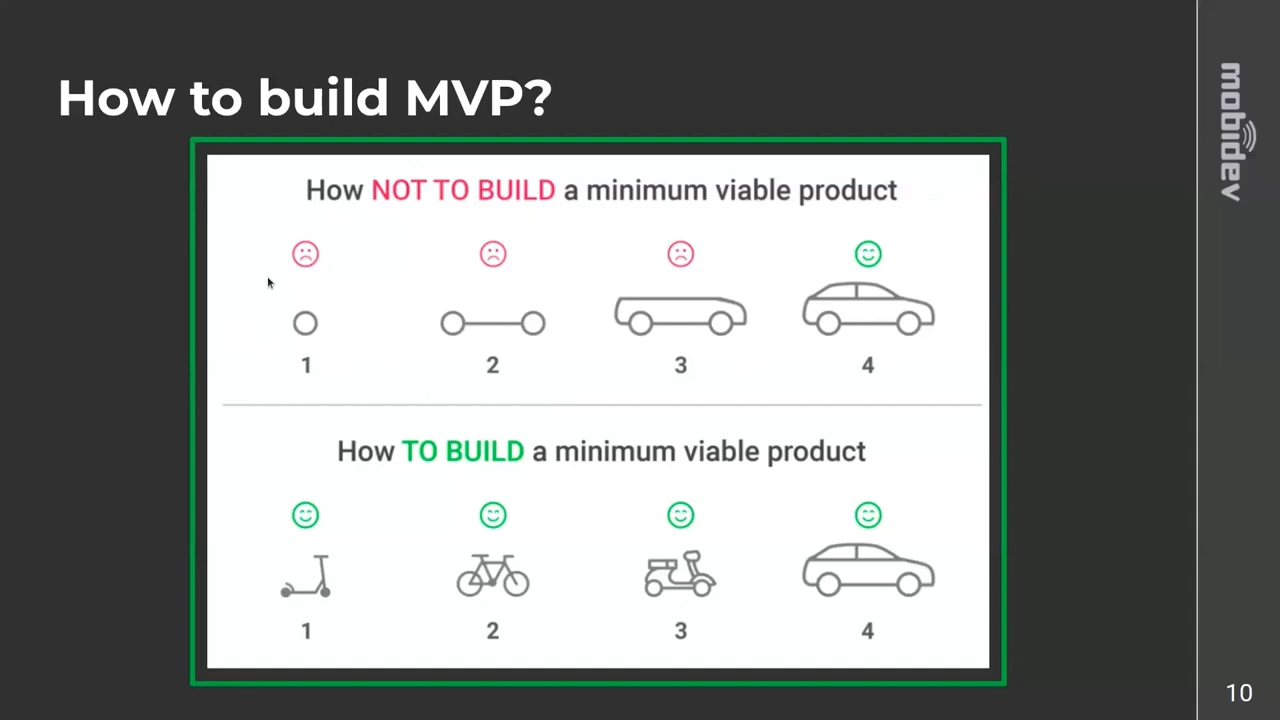 How to build MVP?
How NOT TO BUILD a minimum viable product
1 2 3 4
How TO BUILD a minimum viable product
1 2 3 4
mobidev
10